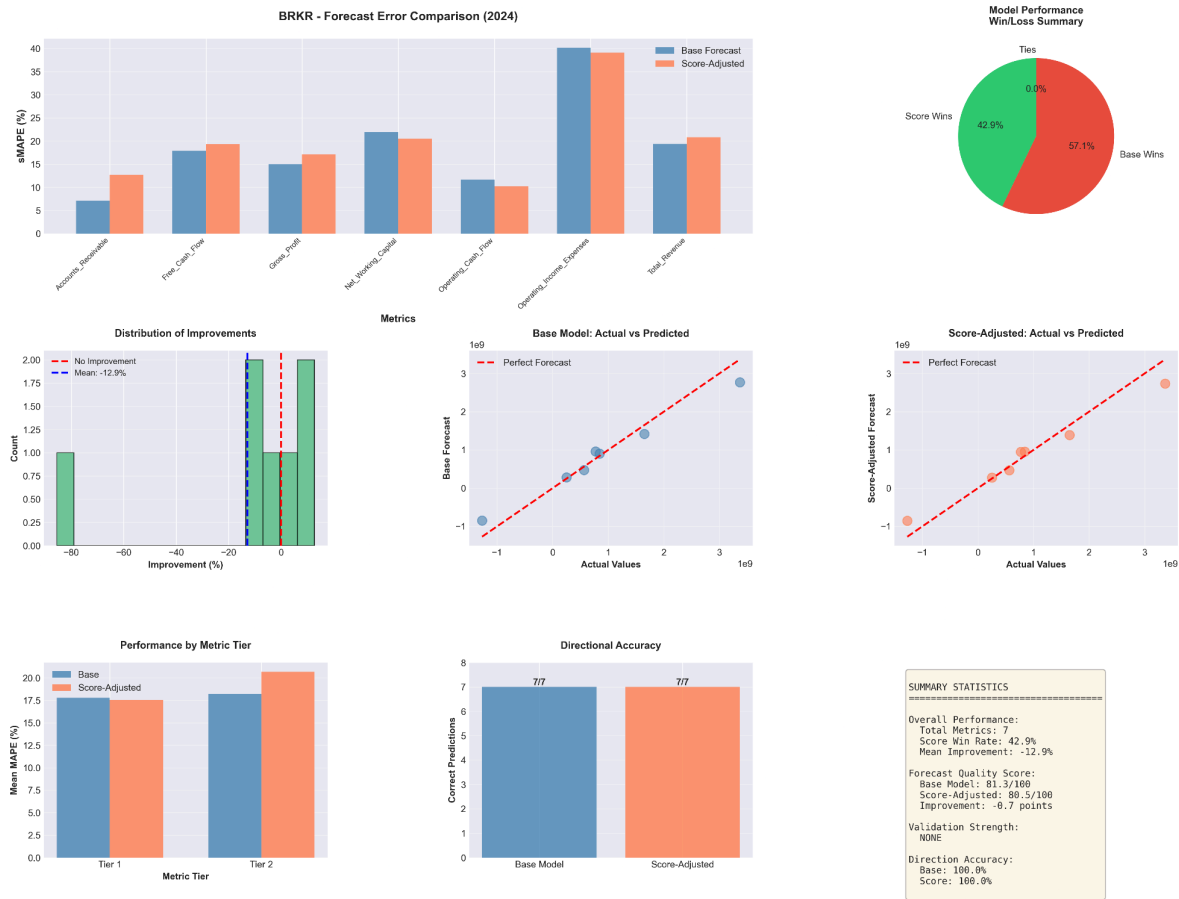 BRKR - Forecast Error Comparison (2024)
sMAPE (%)
40
35
30
25
20
15
10
5
0
Base Forecast
Score-Adjusted
Accounts_Receivable
Free_Cash_Flow
Gross_Profit
Net_Working_Capital
Operating_Cash_Flow
Operating_Income_Expenses
Total_Revenue
Metrics
Model Performance
Win/Loss Summary
Ties
0.0%
Score Wins
42.9%
57.1%
Base Wins
Distribution of Improvements
Count
2.00
1.75
1.50
1.25
1.00
0.75
0.50
0.25
0.00
No Improvement
Mean: -12.9%
−80
−60
−40
−20
0
Improvement (%)
Base Model: Actual vs Predicted
1e9
Base Forecast
3
2
1
0
−1
Perfect Forecast
−1
0
1
2
3
1e9
Actual Values
Score-Adjusted: Actual vs Predicted
1e9
Score-Adjusted Forecast
3
2
1
0
−1
Perfect Forecast
−1
0
1
2
3
1e9
Actual Values
Performance by Metric Tier
Mean MAPE (%)
20.0
17.5
15.0
12.5
10.0
7.5
5.0
2.5
0.0
Base
Score-Adjusted
Tier 1
Tier 2
Metric Tier
Directional Accuracy
Correct Predictions
8
7
6
5
4
3
2
1
0
7/7
7/7
Base Model
Score-Adjusted
SUMMARY STATISTICS
===================================
Overall Performance:
Total Metrics: 7
Score Win Rate: 42.9%
Mean Improvement: -12.9%
Forecast Quality Score:
Base Model: 81.3/100
Score-Adjusted: 80.5/100
Improvement: -0.7 points
Validation Strength:
NONE
Direction Accuracy:
Base: 100.0%
Score: 100.0%